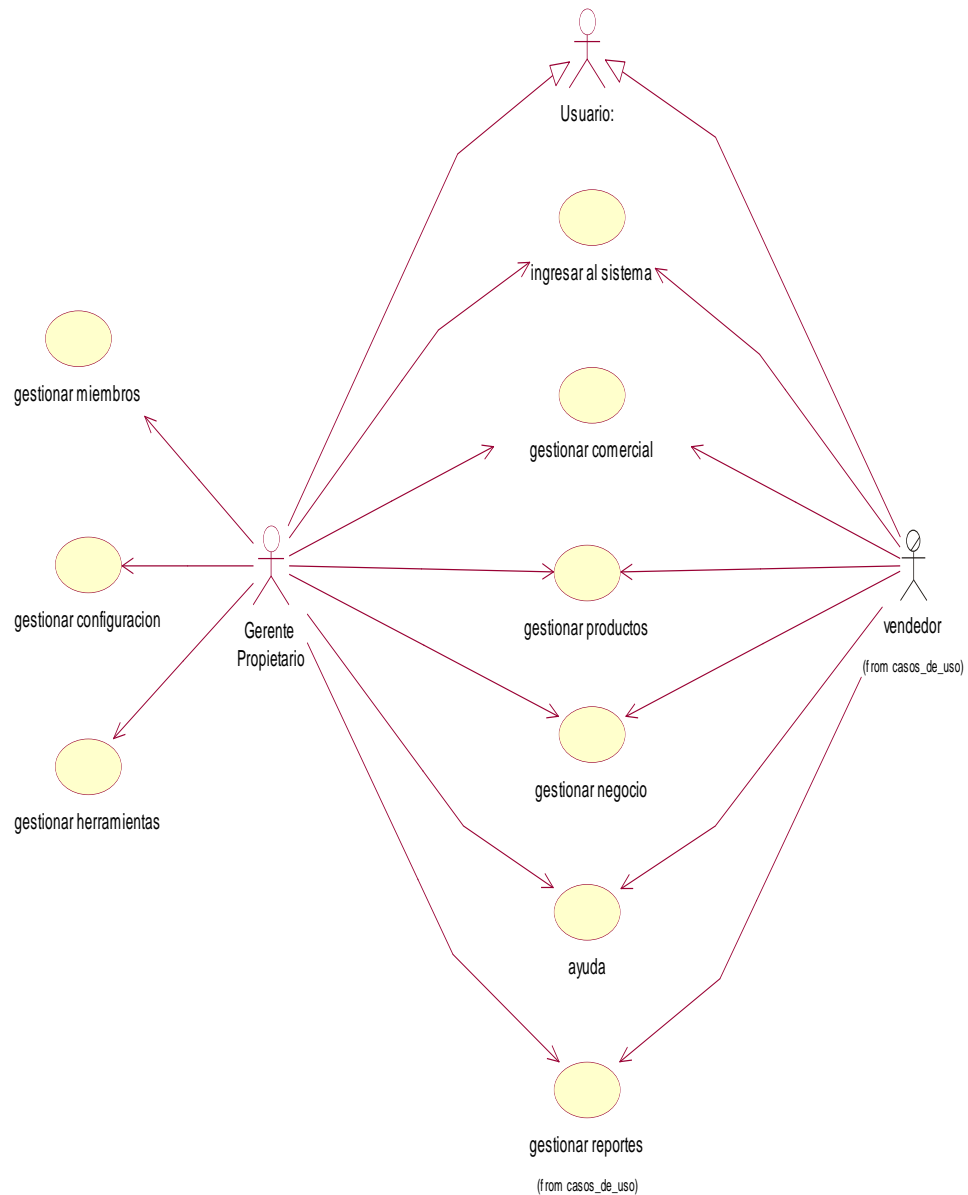 Usuario:
ingresar al sistema
gestionar miembros
gestionar comercial
gestionar configuracion
Gerente
Propietario
gestionar productos
vendedor
(from casos_de_uso)
gestionar negocio
gestionar herramientas
ayuda
gestionar reportes
(from casos_de_uso)